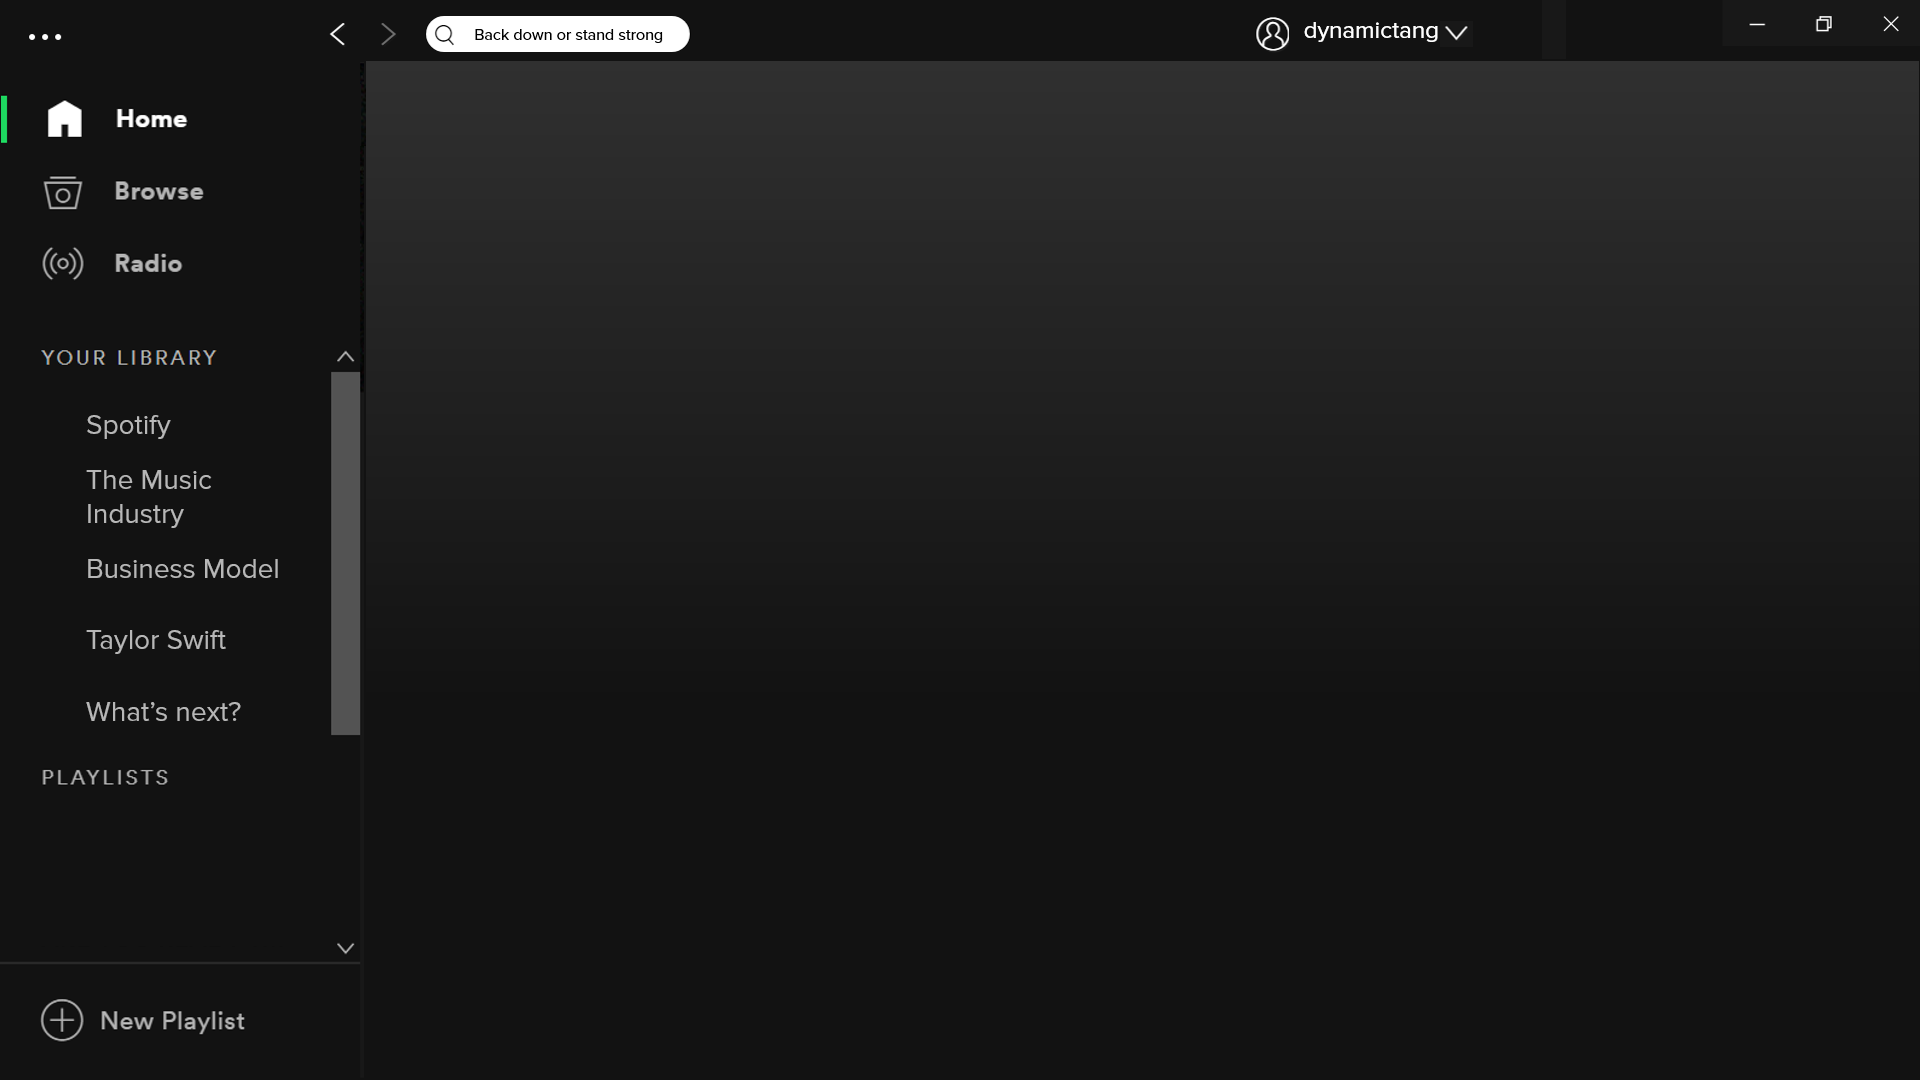 Back down or stand strong
dynamictang
Home
Browse
Radio
YOUR LIBRARY
Spotify
The Music
Industry
Business Model
Taylor Swift
What’s next?
PLAYLISTS
New Playlist